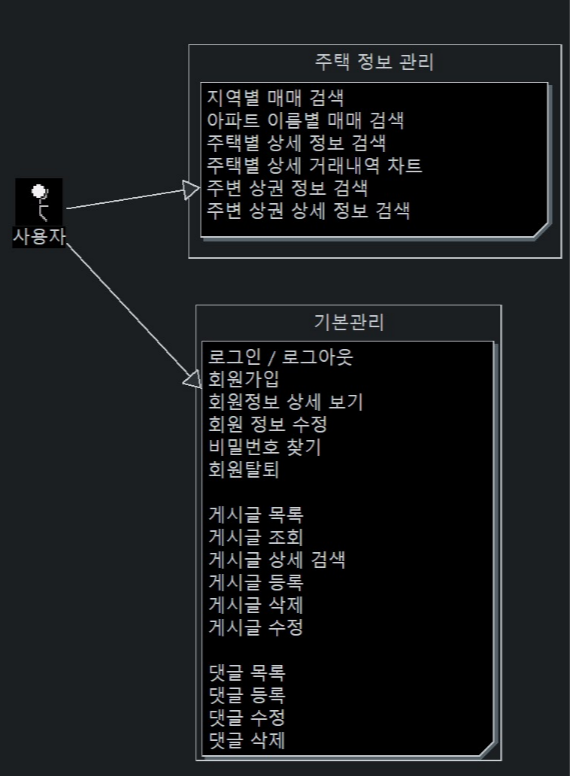 주택 정보 관리
지역별 매매 검색
아파트 이름별 매매 검색
주택별 상세 정보 검색
주택별 상세 거래내역 차트
주변 상권 정보 검색
주변 상권 상세 정보 검색
사용자
기본관리
로그인 / 로그아웃
회원가입
회원정보 상세 보기
회원 정보 수정
비밀번호 찾기
회원탈퇴
게시글 목록
게시글 조회
게시글 상세 검색
게시글 등록
게시글 삭제
게시글 수정
댓글 목록
댓글 등록
댓글 수정
댓글 삭제